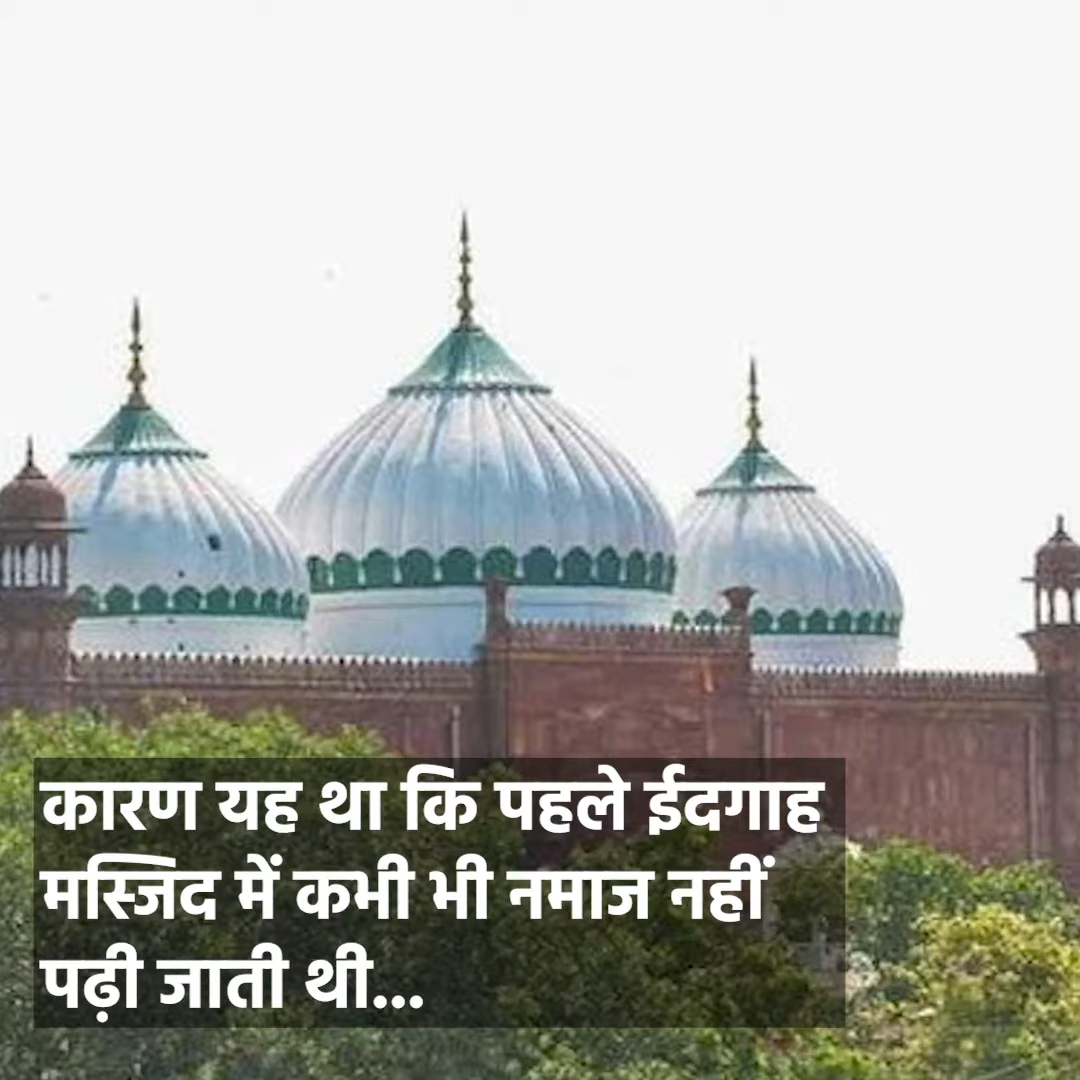 कारण यह था कि पहले ईदगाह
मस्जिद में कभी भी नमाज नहीं
पढ़ी जाती थी...